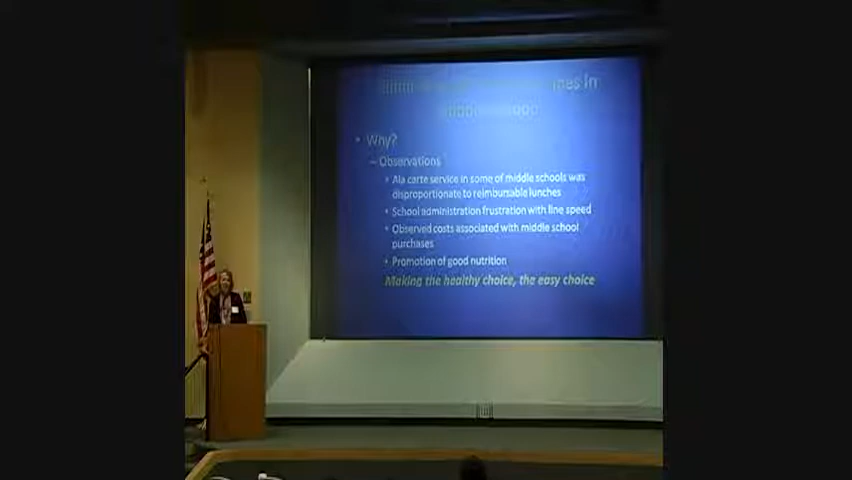 in
• Why?
– Observations
• Ala carte service in some of middle schools was
disproportionate to reimbursable lunches
• School administration frustration with line speed
• Observed costs associated with middle school
purchases
• Promotion of good nutrition
Making the healthy choice, the easy choice